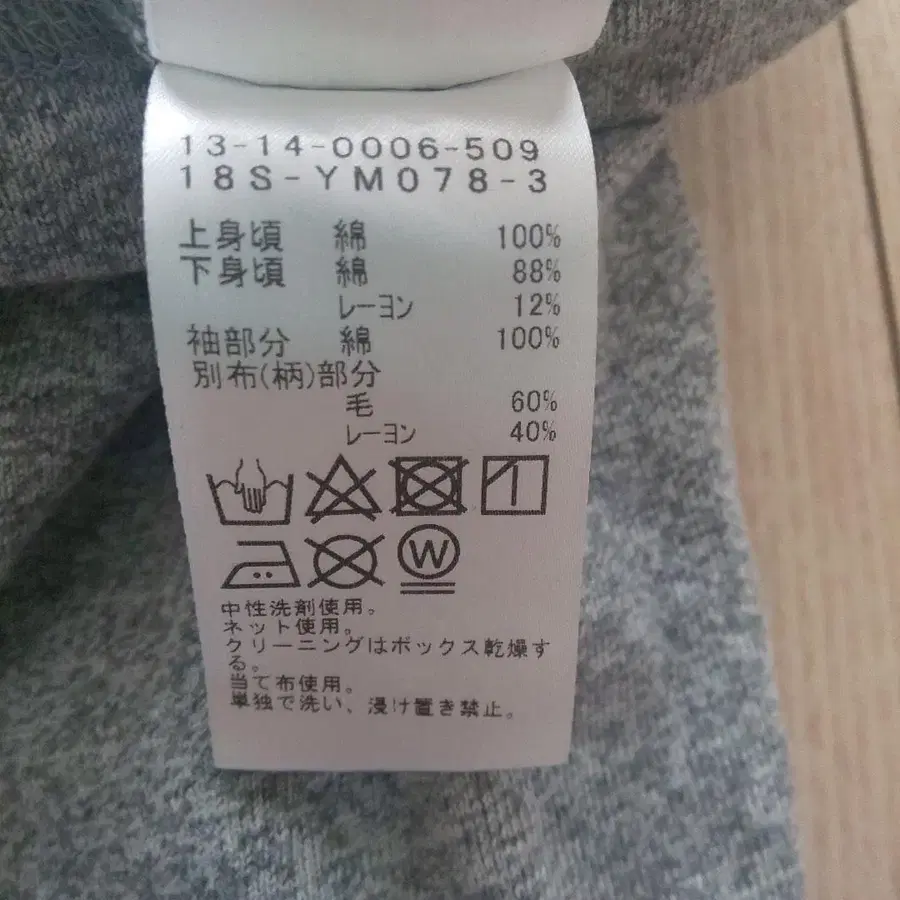 13-14-0006-509
18S-YM078-3
上身頃 綿 100%
下身頃 綿 88%
レーヨン 12%
袖部分 綿 100%
別布(柄)部分
毛 60%
レーヨン 40%
W
中性洗剤使用。
ネット使用。
クリーニングはボックス乾燥す
る。
当て布使用。
単独で洗い、浸け置き禁止。